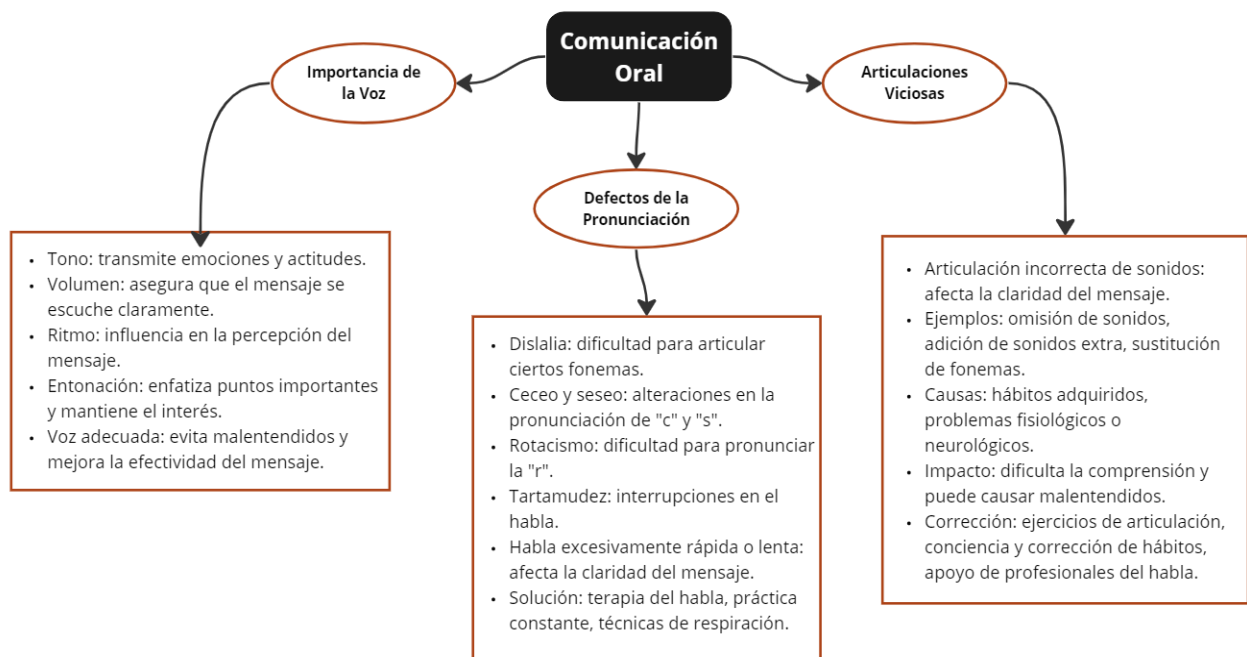 Comunicación
Oral
Importancia de
la Voz
Tono: transmite emociones y actitudes.
Volumen: asegura que el mensaje se
escuche claramente.
Ritmo: influencia en la percepción del
mensaje.
Entonación: enfatiza puntos importantes
y mantiene el interés.
Voz adecuada: evita malentendidos y
mejora la efectividad del mensaje.
Defectos de la
Pronunciación
Dislalia: dificultad para articular
ciertos fonemas.
Ceceo y seseo: alteraciones en la
pronunciación de "c" y "s".
Rotacismo: dificultad para pronunciar
la "r".
Tartamudez: interrupciones en el
habla.
Habla excesivamente rápida o lenta:
afecta la claridad del mensaje.
Solución: terapia del habla, práctica
constante, técnicas de respiración.
Articulaciones
Viciosas
Articulación incorrecta de sonidos:
afecta la claridad del mensaje.
Ejemplos: omisión de sonidos,
adición de sonidos extra, sustitución
de fonemas.
Causas: hábitos adquiridos,
problemas fisiológicos o
neurológicos.
Impacto: dificulta la comprensión y
puede causar malentendidos.
Corrección: ejercicios de articulación,
conciencia y corrección de hábitos,
apoyo de profesionales del habla.